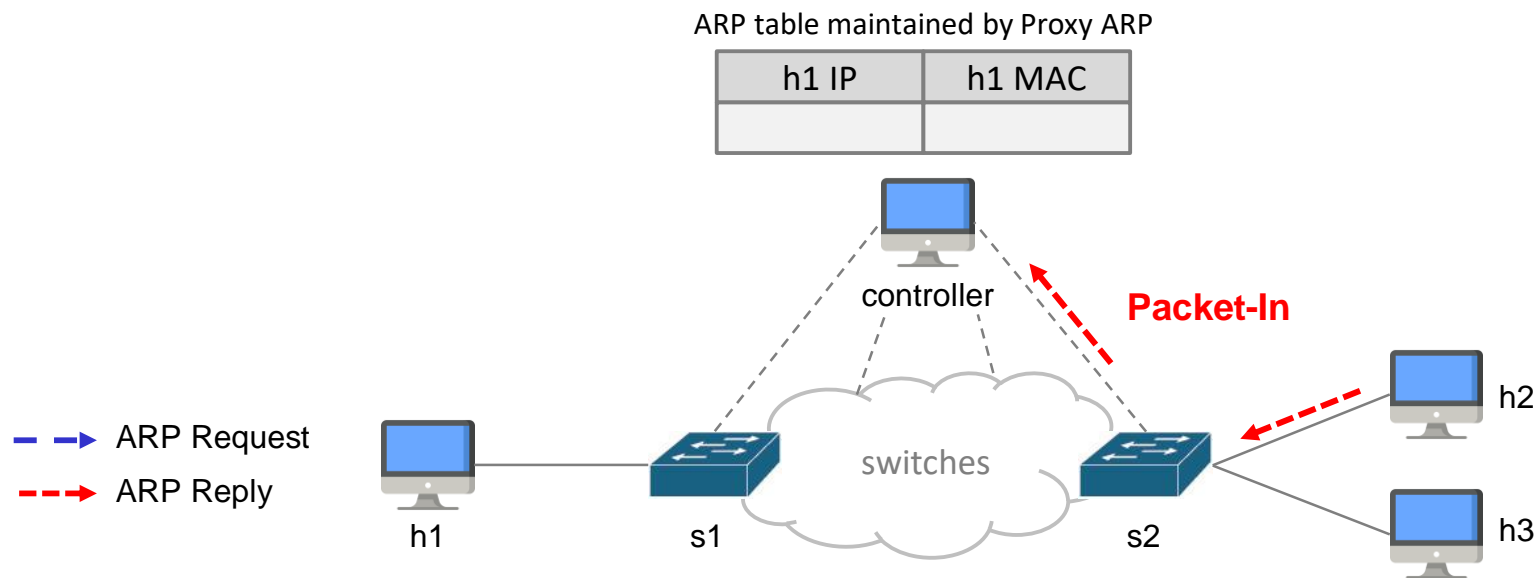 ARP table maintained by Proxy ARP
h1 IP h1 MAC
controller
Packet-In
h2
ARP Request
ARP Reply
switches
h1
s1
s2
h3